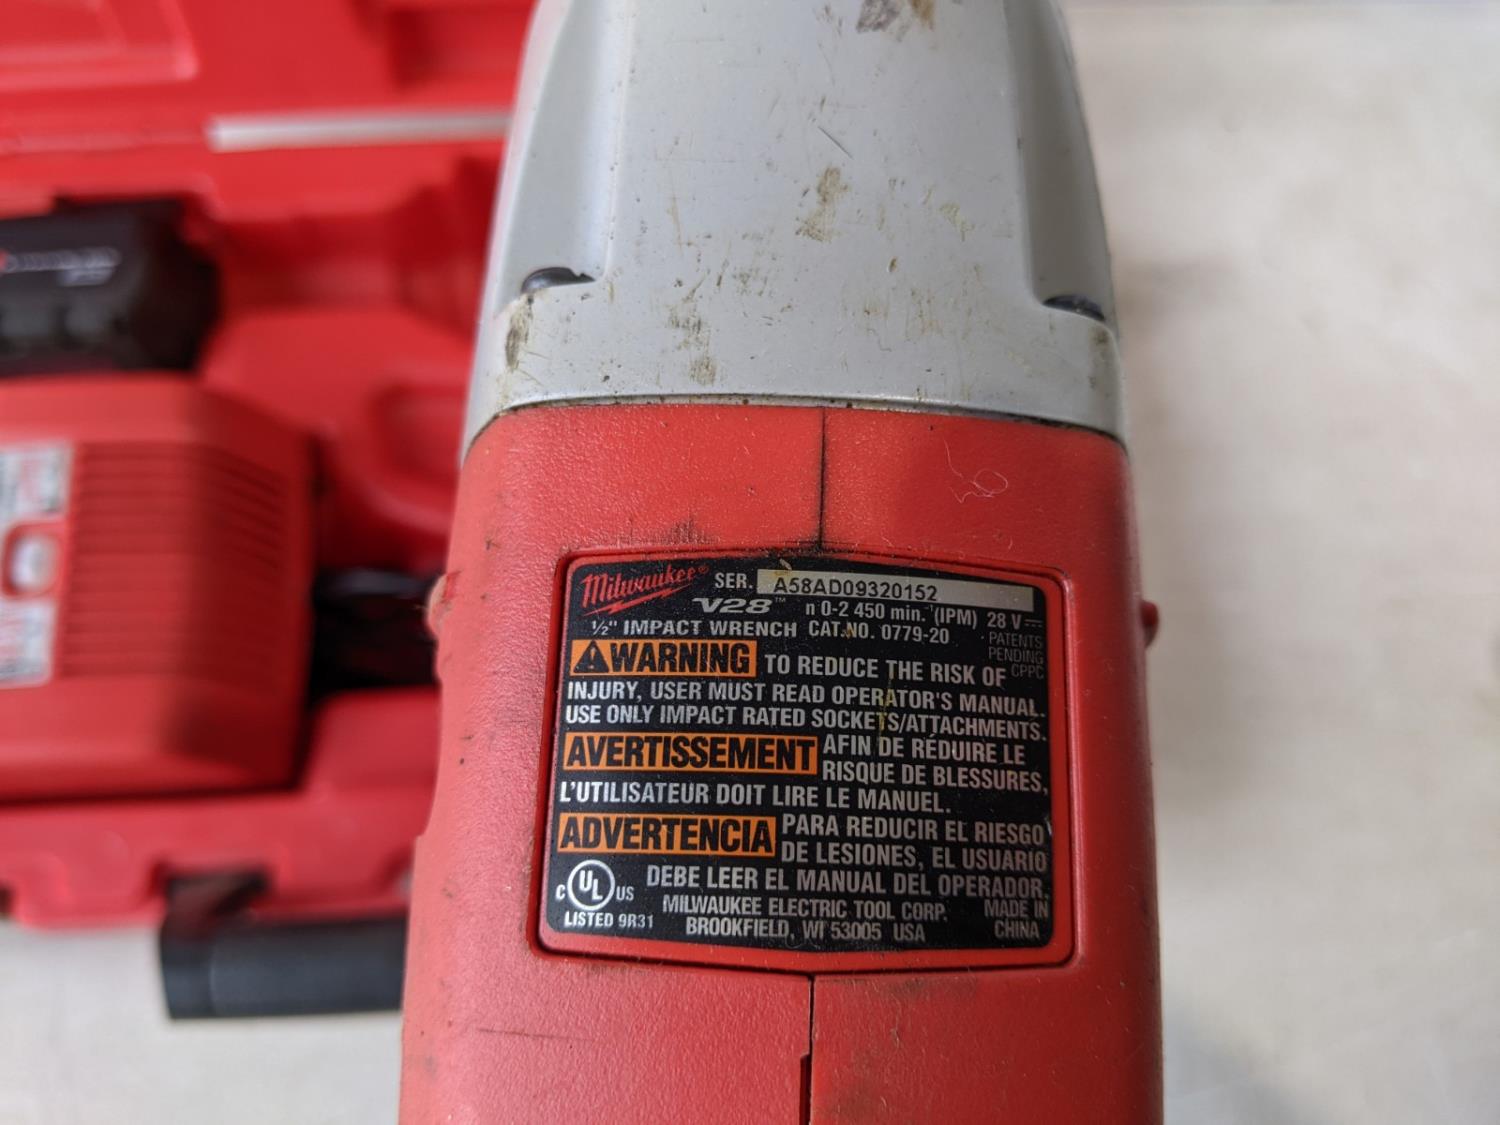 Milwaukee® SER. A58AD09320152
V28™ n 0-2 450 min.⁻¹ (IPM) 28 V⎓
½" IMPACT WRENCH CAT. NO. 0779-20 PATENTS
PENDING
CPPC
⚠WARNING TO REDUCE THE RISK OF
INJURY, USER MUST READ OPERATOR'S MANUAL.
USE ONLY IMPACT RATED SOCKETS/ATTACHMENTS.
AVERTISSEMENT AFIN DE RÉDUIRE LE
RISQUE DE BLESSURES,
L'UTILISATEUR DOIT LIRE LE MANUEL.
ADVERTENCIA PARA REDUCIR EL RIESGO
DE LESIONES, EL USUARIO
DEBE LEER EL MANUAL DEL OPERADOR.
C UL US
LISTED 9R31
MILWAUKEE ELECTRIC TOOL CORP.
BROOKFIELD, WI 53005 USA
MADE IN
CHINA